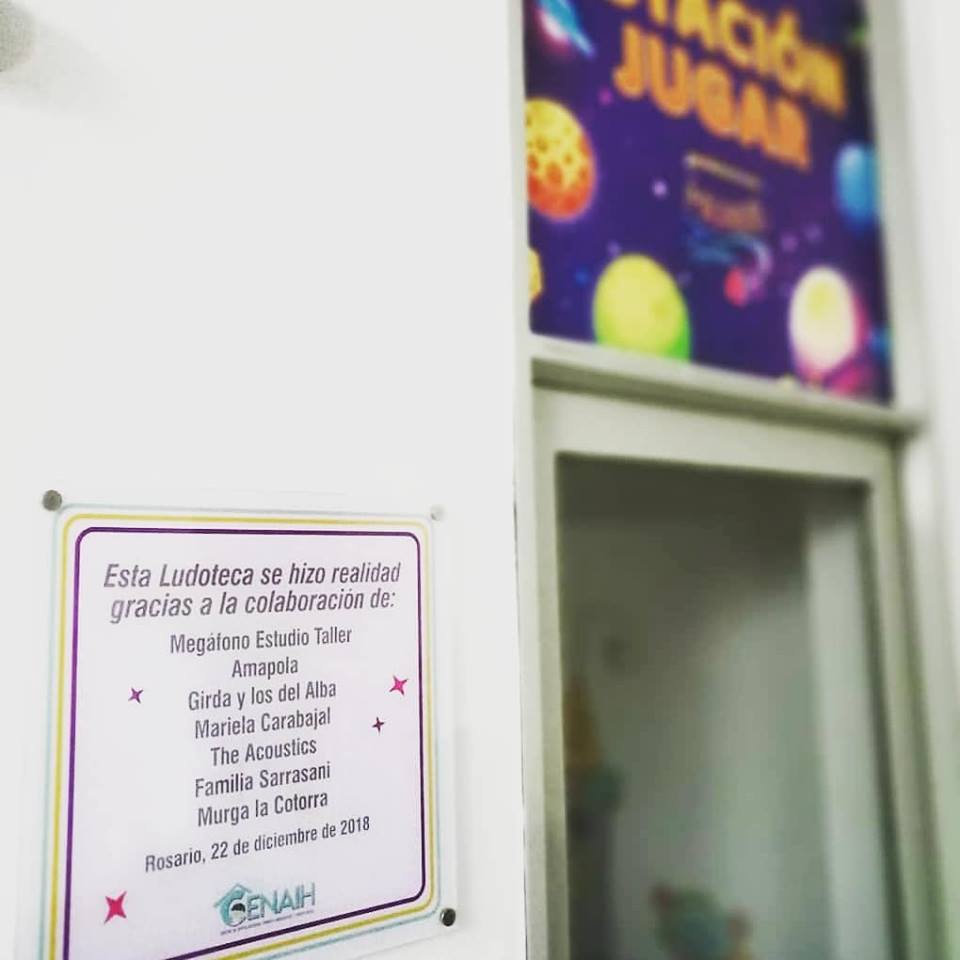 JUGAR
Esta Ludoteca se hizo realidad
gracias a la colaboración de:
Megáfono Estudio Taller
Amapola
Girda y los del Alba
Mariela Carabajal
The Acoustics
Familia Sarrasani
Murga la Cotorra
Rosario, 22 de diciembre de 2018
CENAIH